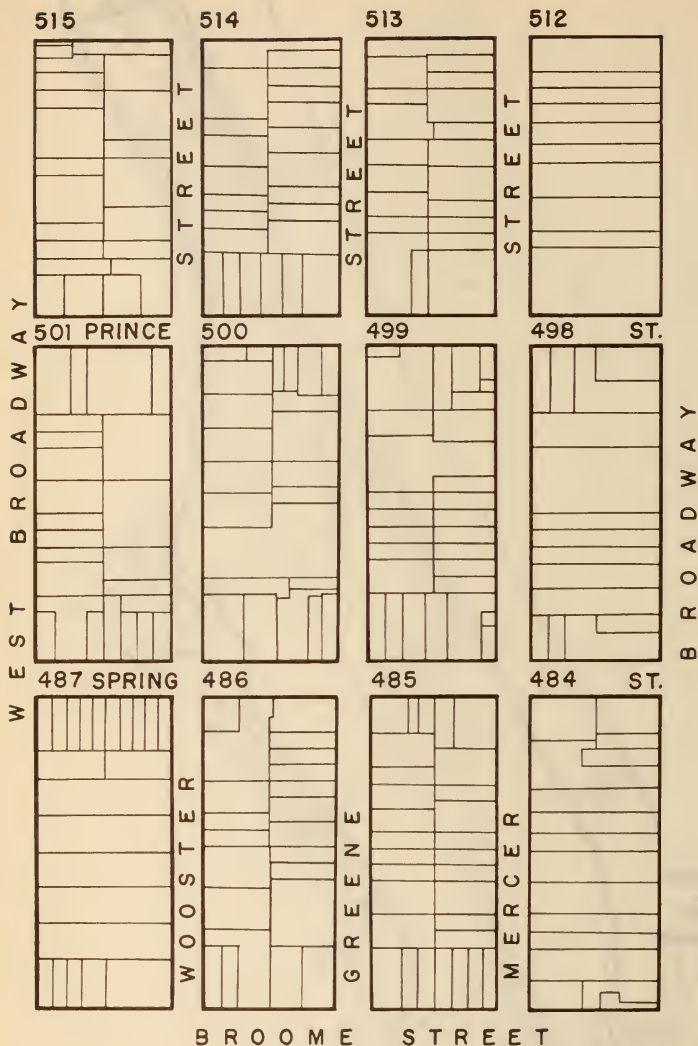 515 514 513 512
STREET
STREET
STREET
501 PRINCE 500 499 498 ST.
WEST BROADWAY
BROADWAY
487 SPRING 486 485 484 ST.
WOOSTER
GREENE
MERCER
BROOME STREET